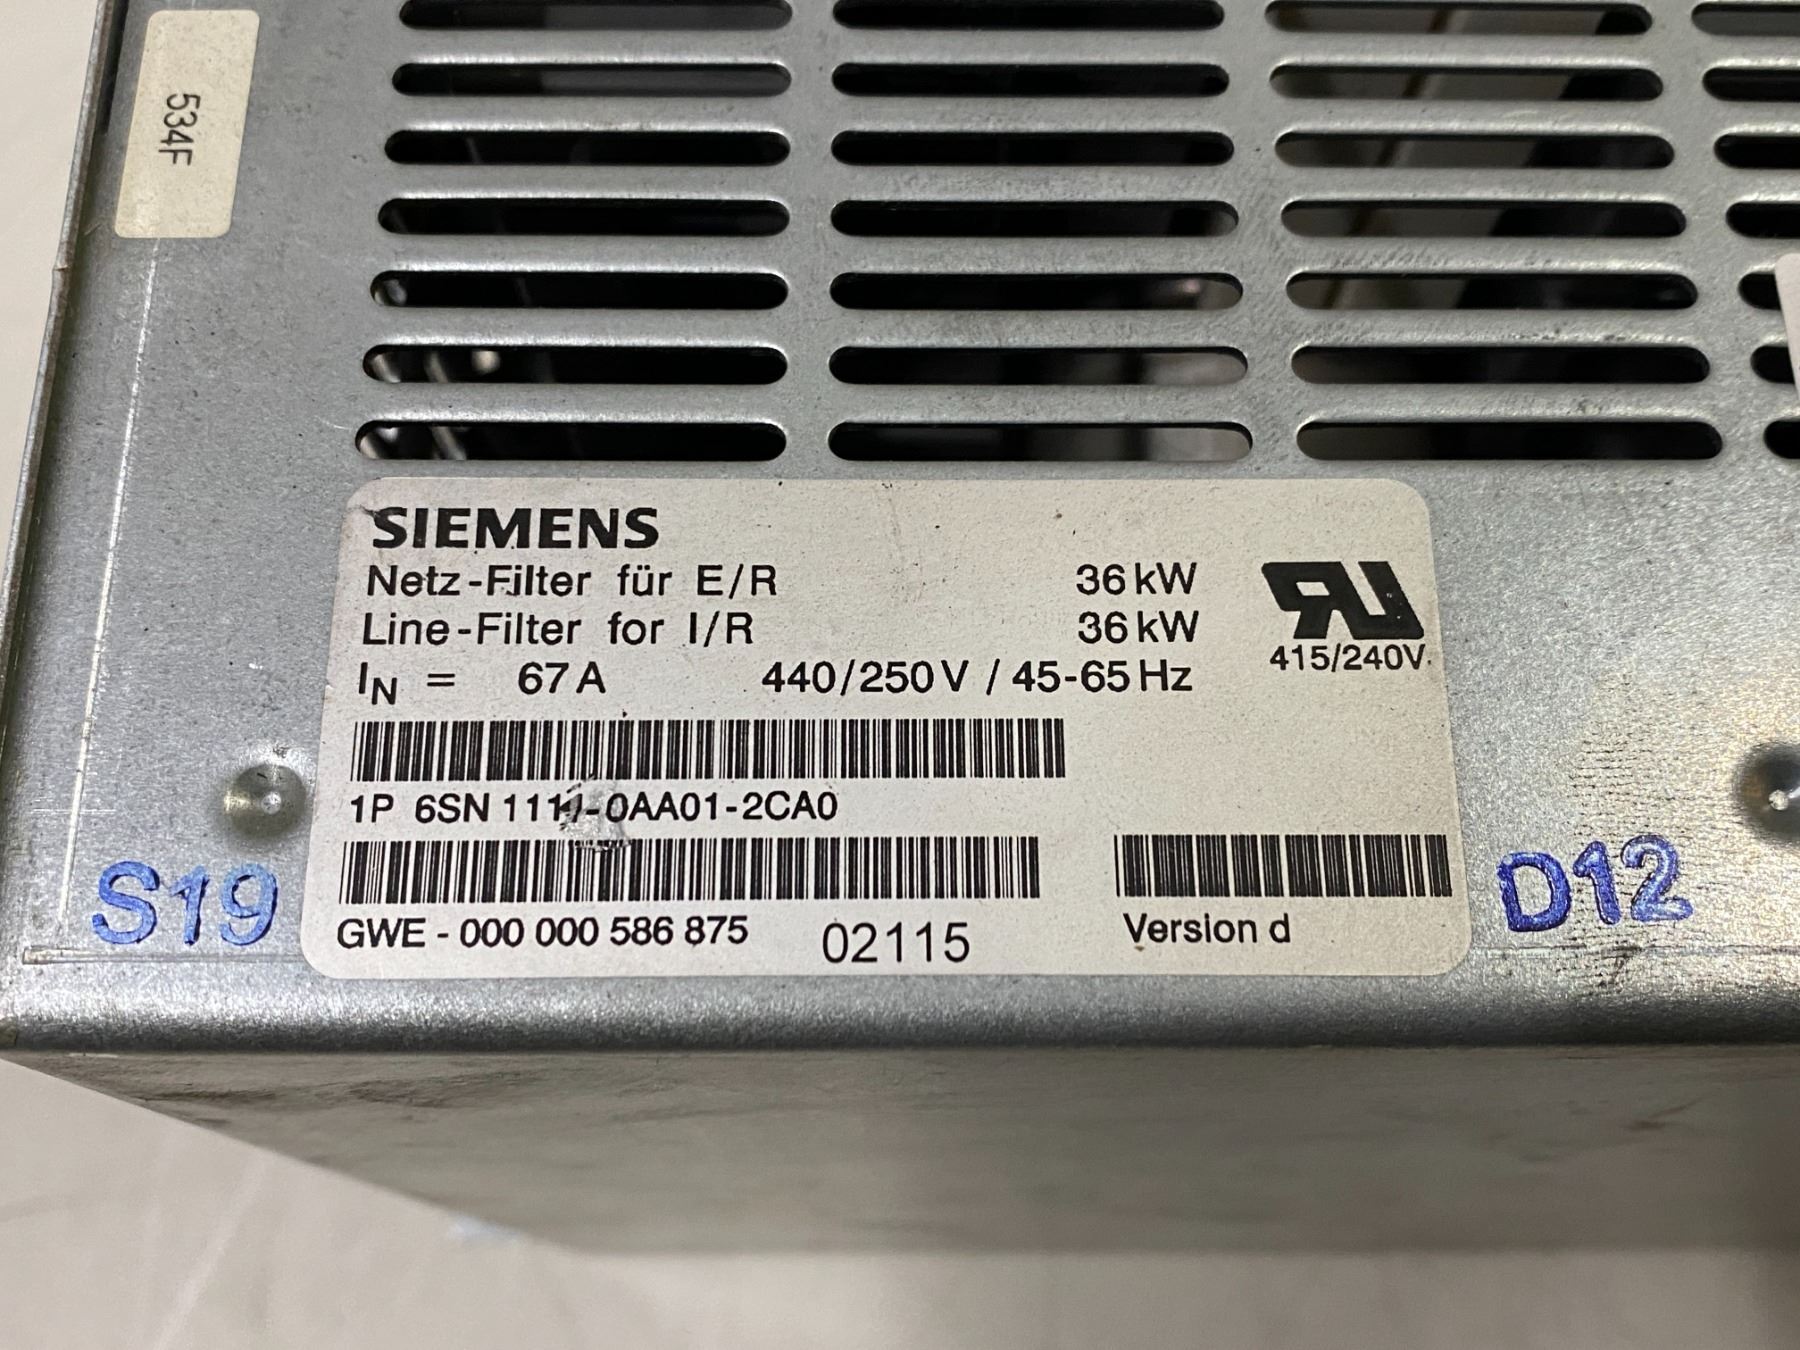 534F
SIEMENS
Netz-Filter für E/R 36 kW
Line-Filter for I/R 36 kW
IN = 67 A 440/250 V / 45-65 Hz
415/240V.
1P 6SN 1111-0AA01-2CA0
GWE - 000 000 586 875 02115 Version d
S19
D12